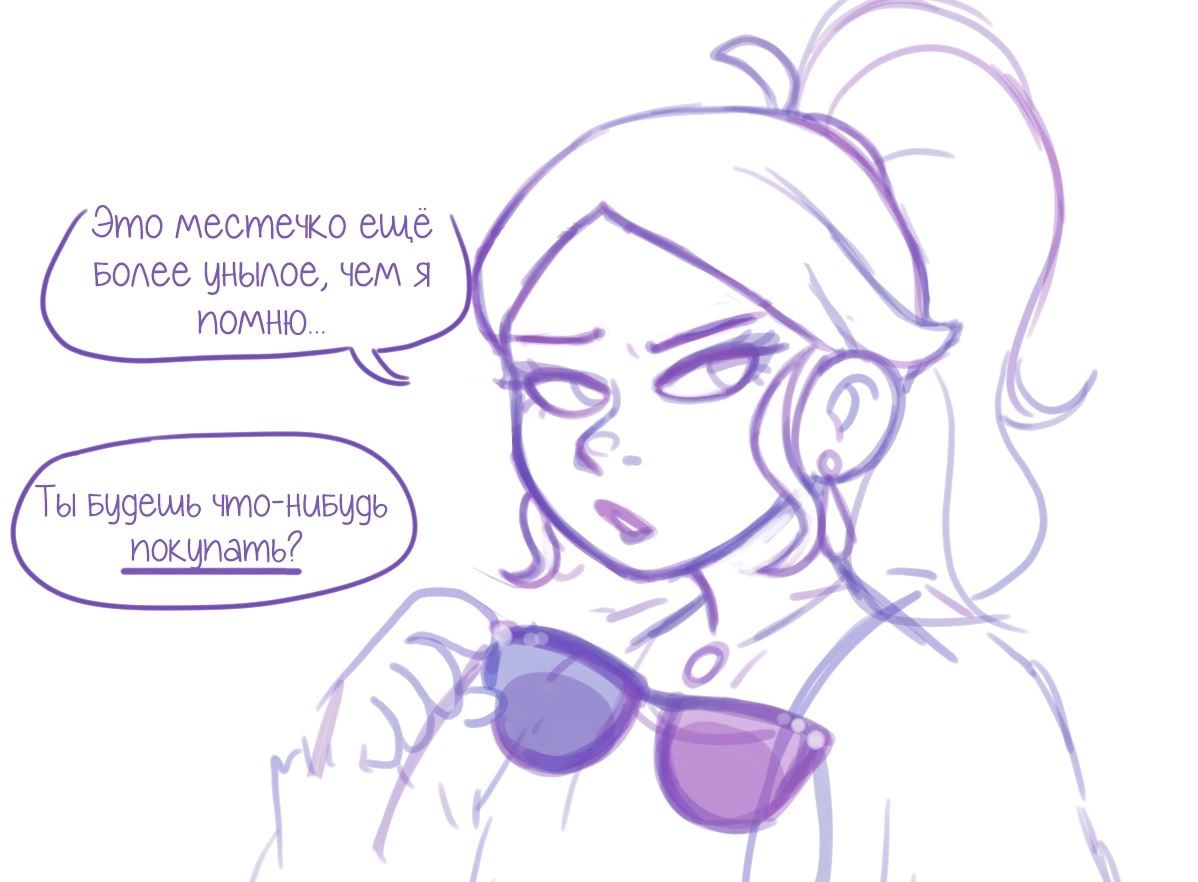 Это местечко ещё
более унылое, чем я
помню...
Ты будешь что-нибудь
покупать?